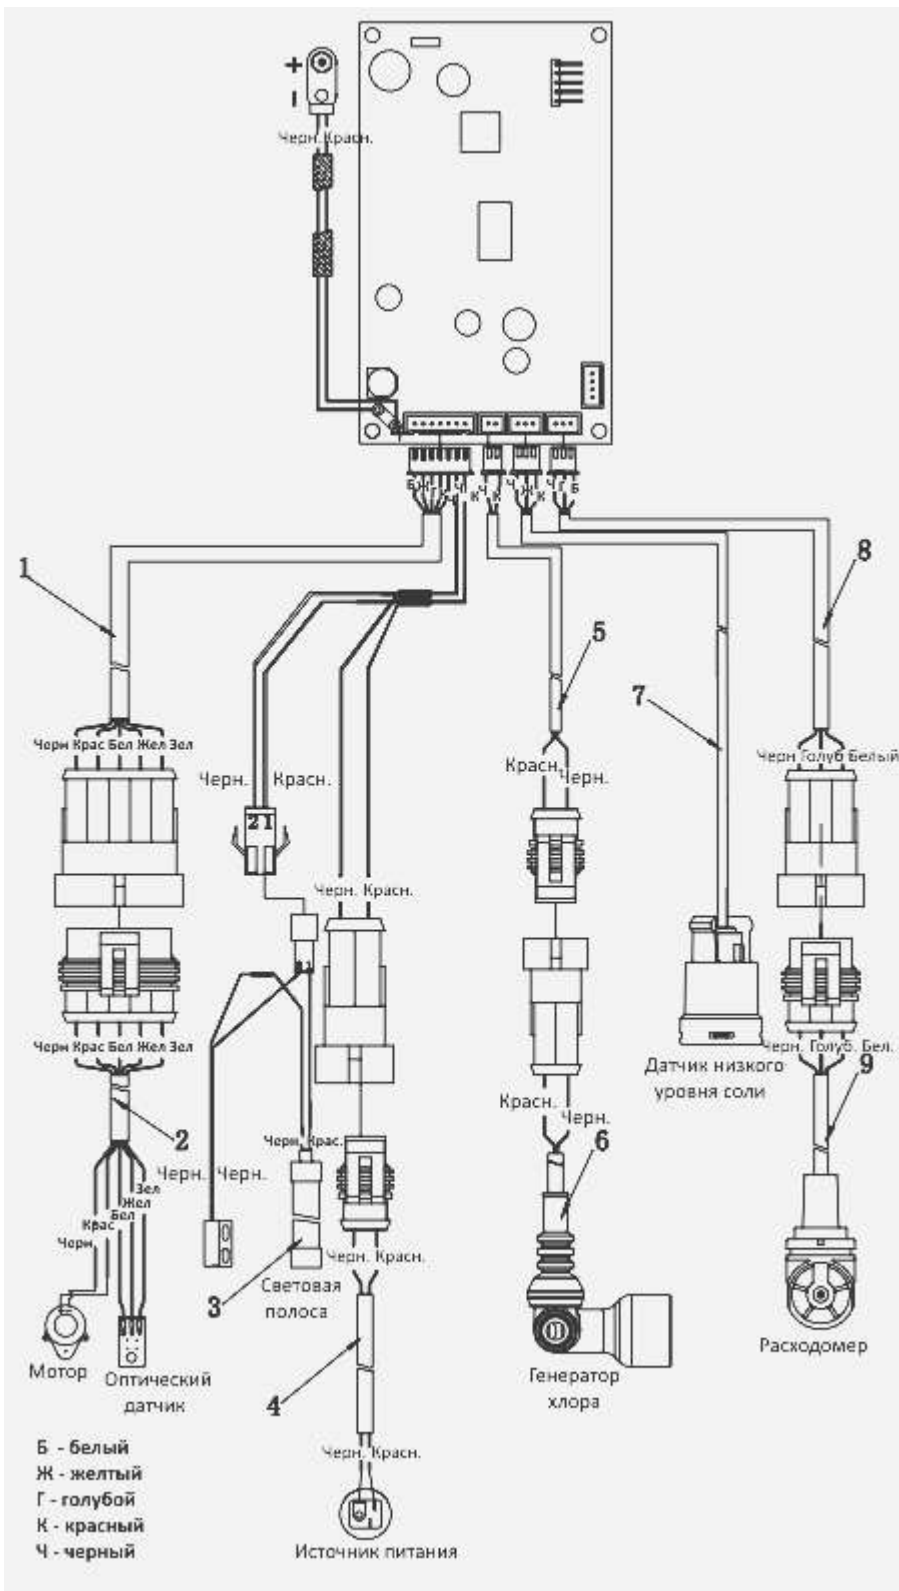 +
−
Черн. Красн.
Б Ж Г К Ч Ч К
Ч К
Ч Ж К
Ч Г Б
1
8
5
7
Черн Крас Бел Жел Зел
Черн. Красн.
Красн. Черн.
Черн Голуб Белый
2 1
Черн. Красн.
Черн Крас Бел Жел Зел
Черн. Голуб. Бел.
Датчик низкого
уровня соли
9
Красн. Черн.
2
6
Черн. Крас.
Черн. Черн.
Зел
Жел
Бел
Крас
Черн
Черн. Красн.
3
Световая
полоса
4
Расходомер
Мотор
Оптический
датчик
Генератор
хлора
Черн. Красн.
Источник питания
Б - белый
Ж - желтый
Г - голубой
К - красный
Ч - черный